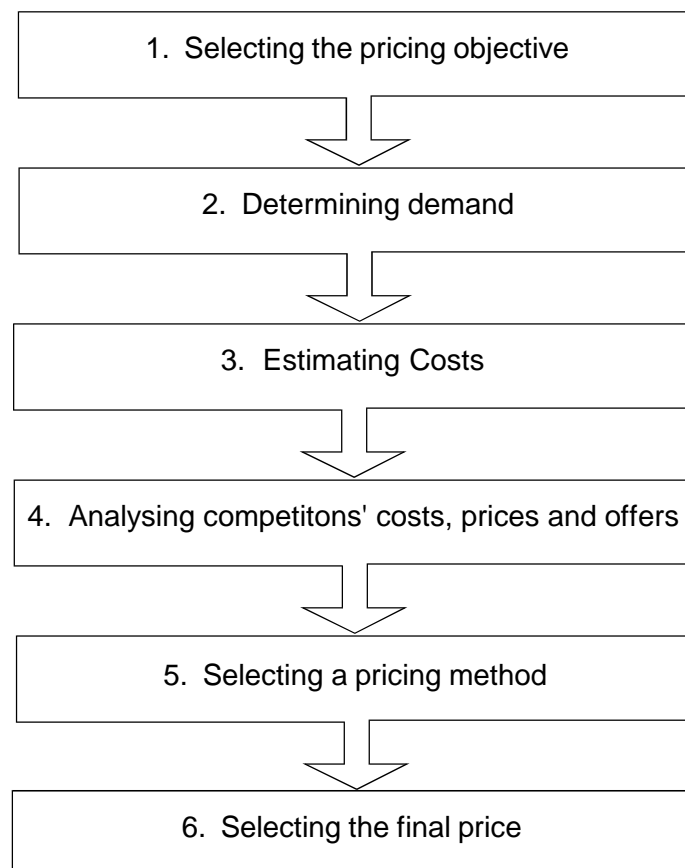 1. Selecting the pricing objective
2. Determining demand
3. Estimating Costs
4. Analysing competitons' costs, prices and offers
5. Selecting a pricing method
6. Selecting the final price